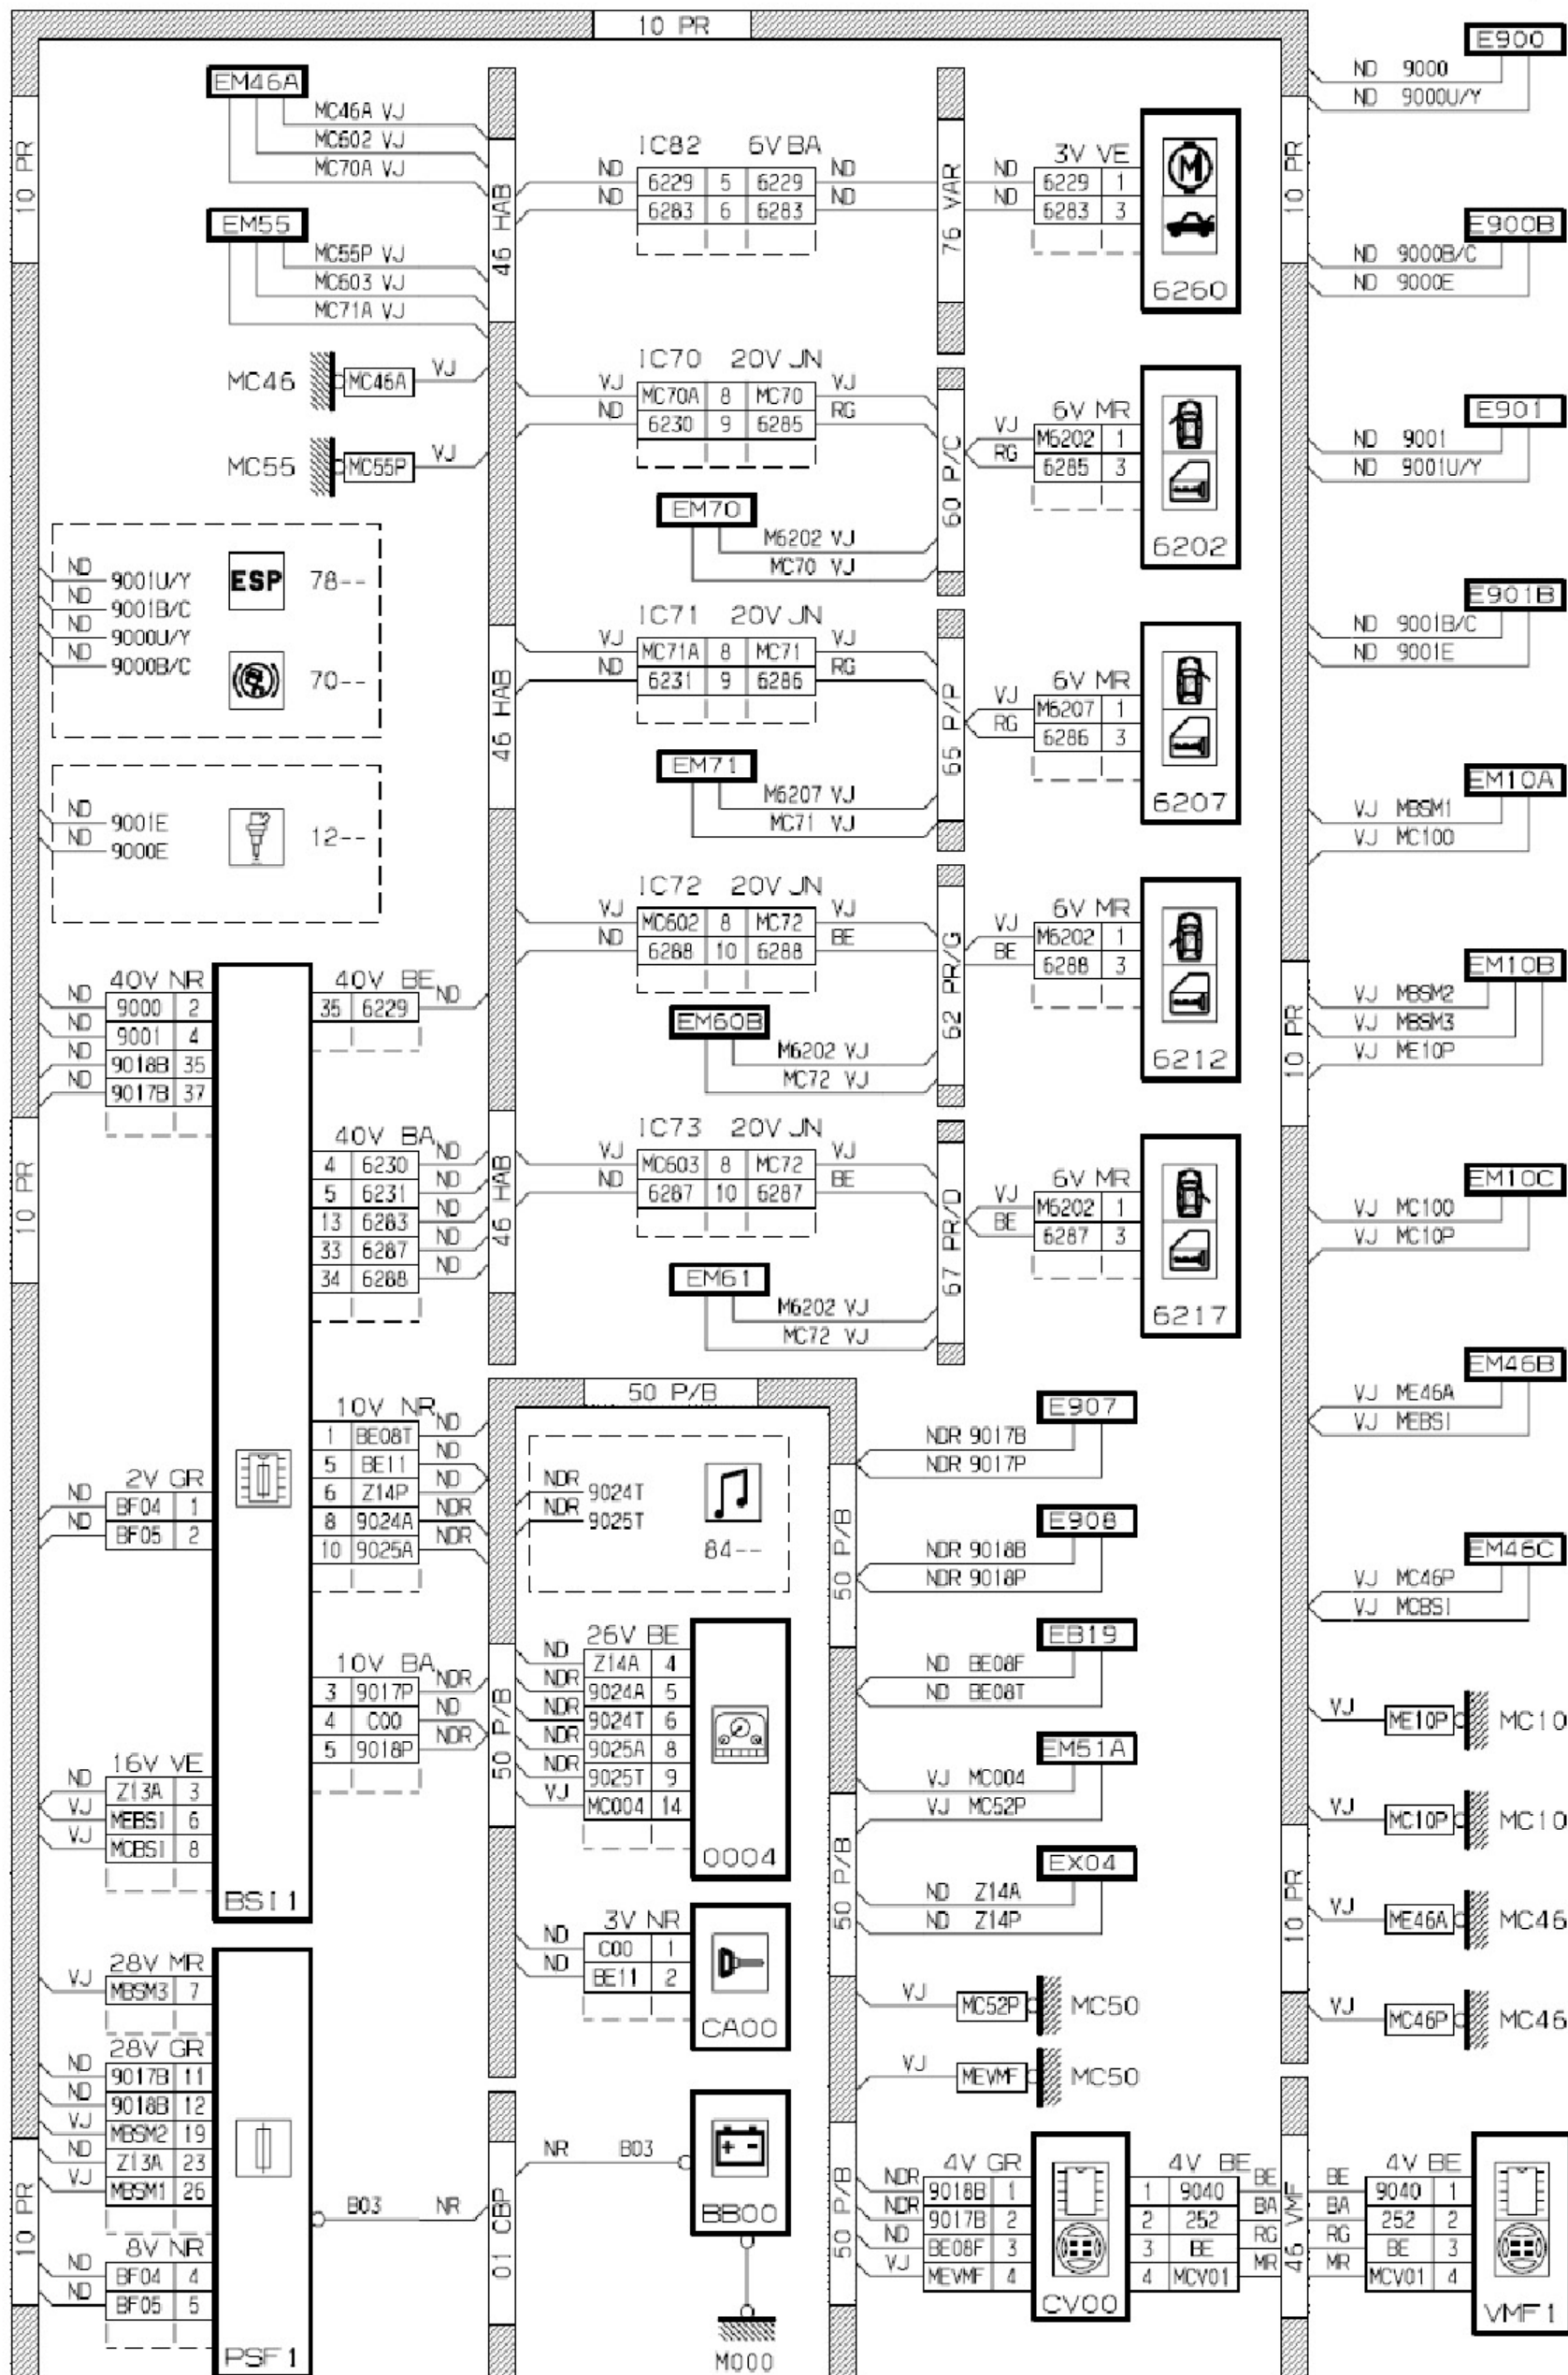 10 PR
10 PR
EM46A
MC46A VJ
MC602 VJ
MC70A VJ
EM55
MC55P VJ
MC603 VJ
MC71A VJ
MC46
MC46A
VJ
MC55
MC55P
VJ
ND
9001U/Y
ND
9001B/C
ND
9000U/Y
ND
9000B/C
ESP
78--
70--
ND
9001E
ND
9000E
12--
10 PR
40V NR
ND 9000 2
ND 9001 4
ND 9018B 35
ND 9017B 37
40V BE
35 6229 ND
40V BA
4 6230 ND
5 6231 ND
13 6283 ND
33 6287 ND
34 6288 ND
10V NR
1 BE08T ND
5 BE11 ND
6 Z14P ND
8 9024A NDR
10 9025A NDR
2V GR
ND BF04 1
ND BF05 2
10V BA
3 9017P NDR
4 C00 ND
5 9018P NDR
16V VE
ND Z13A 3
VJ MEBSI 6
VJ MCBSI 8
BSI1
28V MR
VJ MBSM3 7
28V GR
ND 9017B 11
ND 9018B 12
VJ MBSM2 19
ND Z13A 23
VJ MBSM1 26
8V NR
ND BF04 4
ND BF05 5
B03
NR
PSF1
10 PR
46 HAB
46 HAB
46 HAB
IC82 6V BA
ND 6229 5 6229 ND
ND 6283 6 6283 ND
76 VAR
3V VE
ND 6229 1
ND 6283 3
M
6260
IC70 20V JN
VJ MC70A 8 MC70 VJ
ND 6230 9 6285 RG
EM70
M6202 VJ
MC70 VJ
60 P/C
6V MR
VJ M6202 1
RG 6285 3
6202
IC71 20V JN
VJ MC71A 8 MC71 VJ
ND 6231 9 6286 RG
EM71
M6207 VJ
MC71 VJ
65 P/P
6V MR
VJ M6207 1
RG 6286 3
6207
IC72 20V JN
VJ MC602 8 MC72 VJ
ND 6288 10 6288 BE
EM60B
M6202 VJ
MC72 VJ
62 PR/G
6V MR
VJ M6202 1
BE 6288 3
6212
IC73 20V JN
VJ MC603 8 MC72 VJ
ND 6287 10 6287 BE
EM61
M6202 VJ
MC72 VJ
67 PR/D
6V MR
VJ M6202 1
BE 6287 3
6217
50 P/B
NDR
9024T
NDR
9025T
84--
50 P/B
26V BE
ND Z14A 4
NDR 9024A 5
NDR 9024T 6
NDR 9025A 8
NDR 9025T 9
VJ MC004 14
0004
3V NR
ND C00 1
ND BE11 2
CA00
01 CBP
NR
B03
+ -
BB00
M000
50 P/B
50 P/B
50 P/B
E907
NDR 9017B
NDR 9017P
E908
NDR 9018B
NDR 9018P
EB19
ND BE08F
ND BE08T
EM51A
VJ MC004
VJ MC52P
EX04
ND Z14A
ND Z14P
VJ
MC52P
MC50
VJ
MEVMF
MC50
4V GR
NDR 9018B 1
NDR 9017B 2
ND BE08F 3
VJ MEVMF 4
CV00
4V BE
1 9040 BE
2 252 BA
3 BE RG
4 MCV01 MR
46 VMF
4V BE
BE 9040 1
BA 252 2
RG BE 3
MR MCV01 4
VMF1
10 PR
10 PR
10 PR
E900
ND 9000
ND 9000U/Y
E900B
ND 9000B/C
ND 9000E
E901
ND 9001
ND 9001U/Y
E901B
ND 9001B/C
ND 9001E
EM10A
VJ MBSM1
VJ MC100
EM10B
VJ MBSM2
VJ MBSM3
VJ ME10P
EM10C
VJ MC100
VJ MC10P
EM46B
VJ ME46A
VJ MEBSI
EM46C
VJ MC46P
VJ MCBSI
VJ
ME10P
MC10
VJ
MC10P
MC10
VJ
ME46A
MC46
VJ
MC46P
MC46